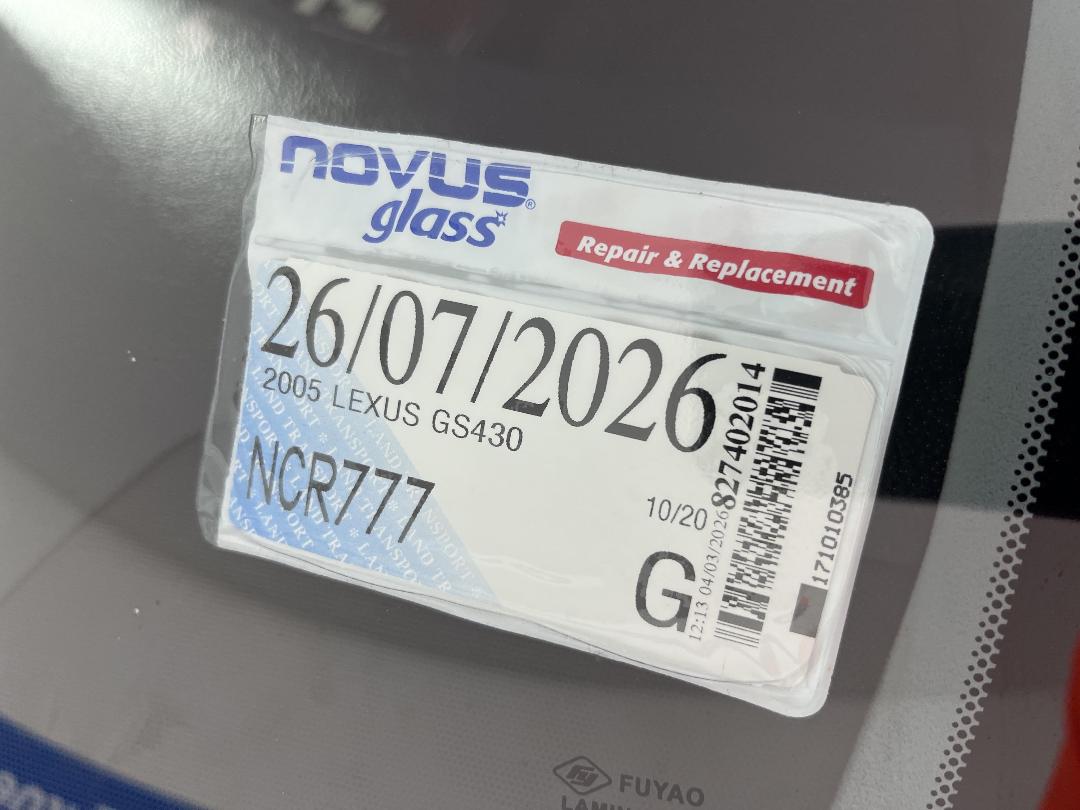 novus®
glass
Repair & Replacement
26/07/2026
2005 LEXUS GS430
NCR777
10/20
G
12:13 04/03/2026
827402014
171010385
FUYAO